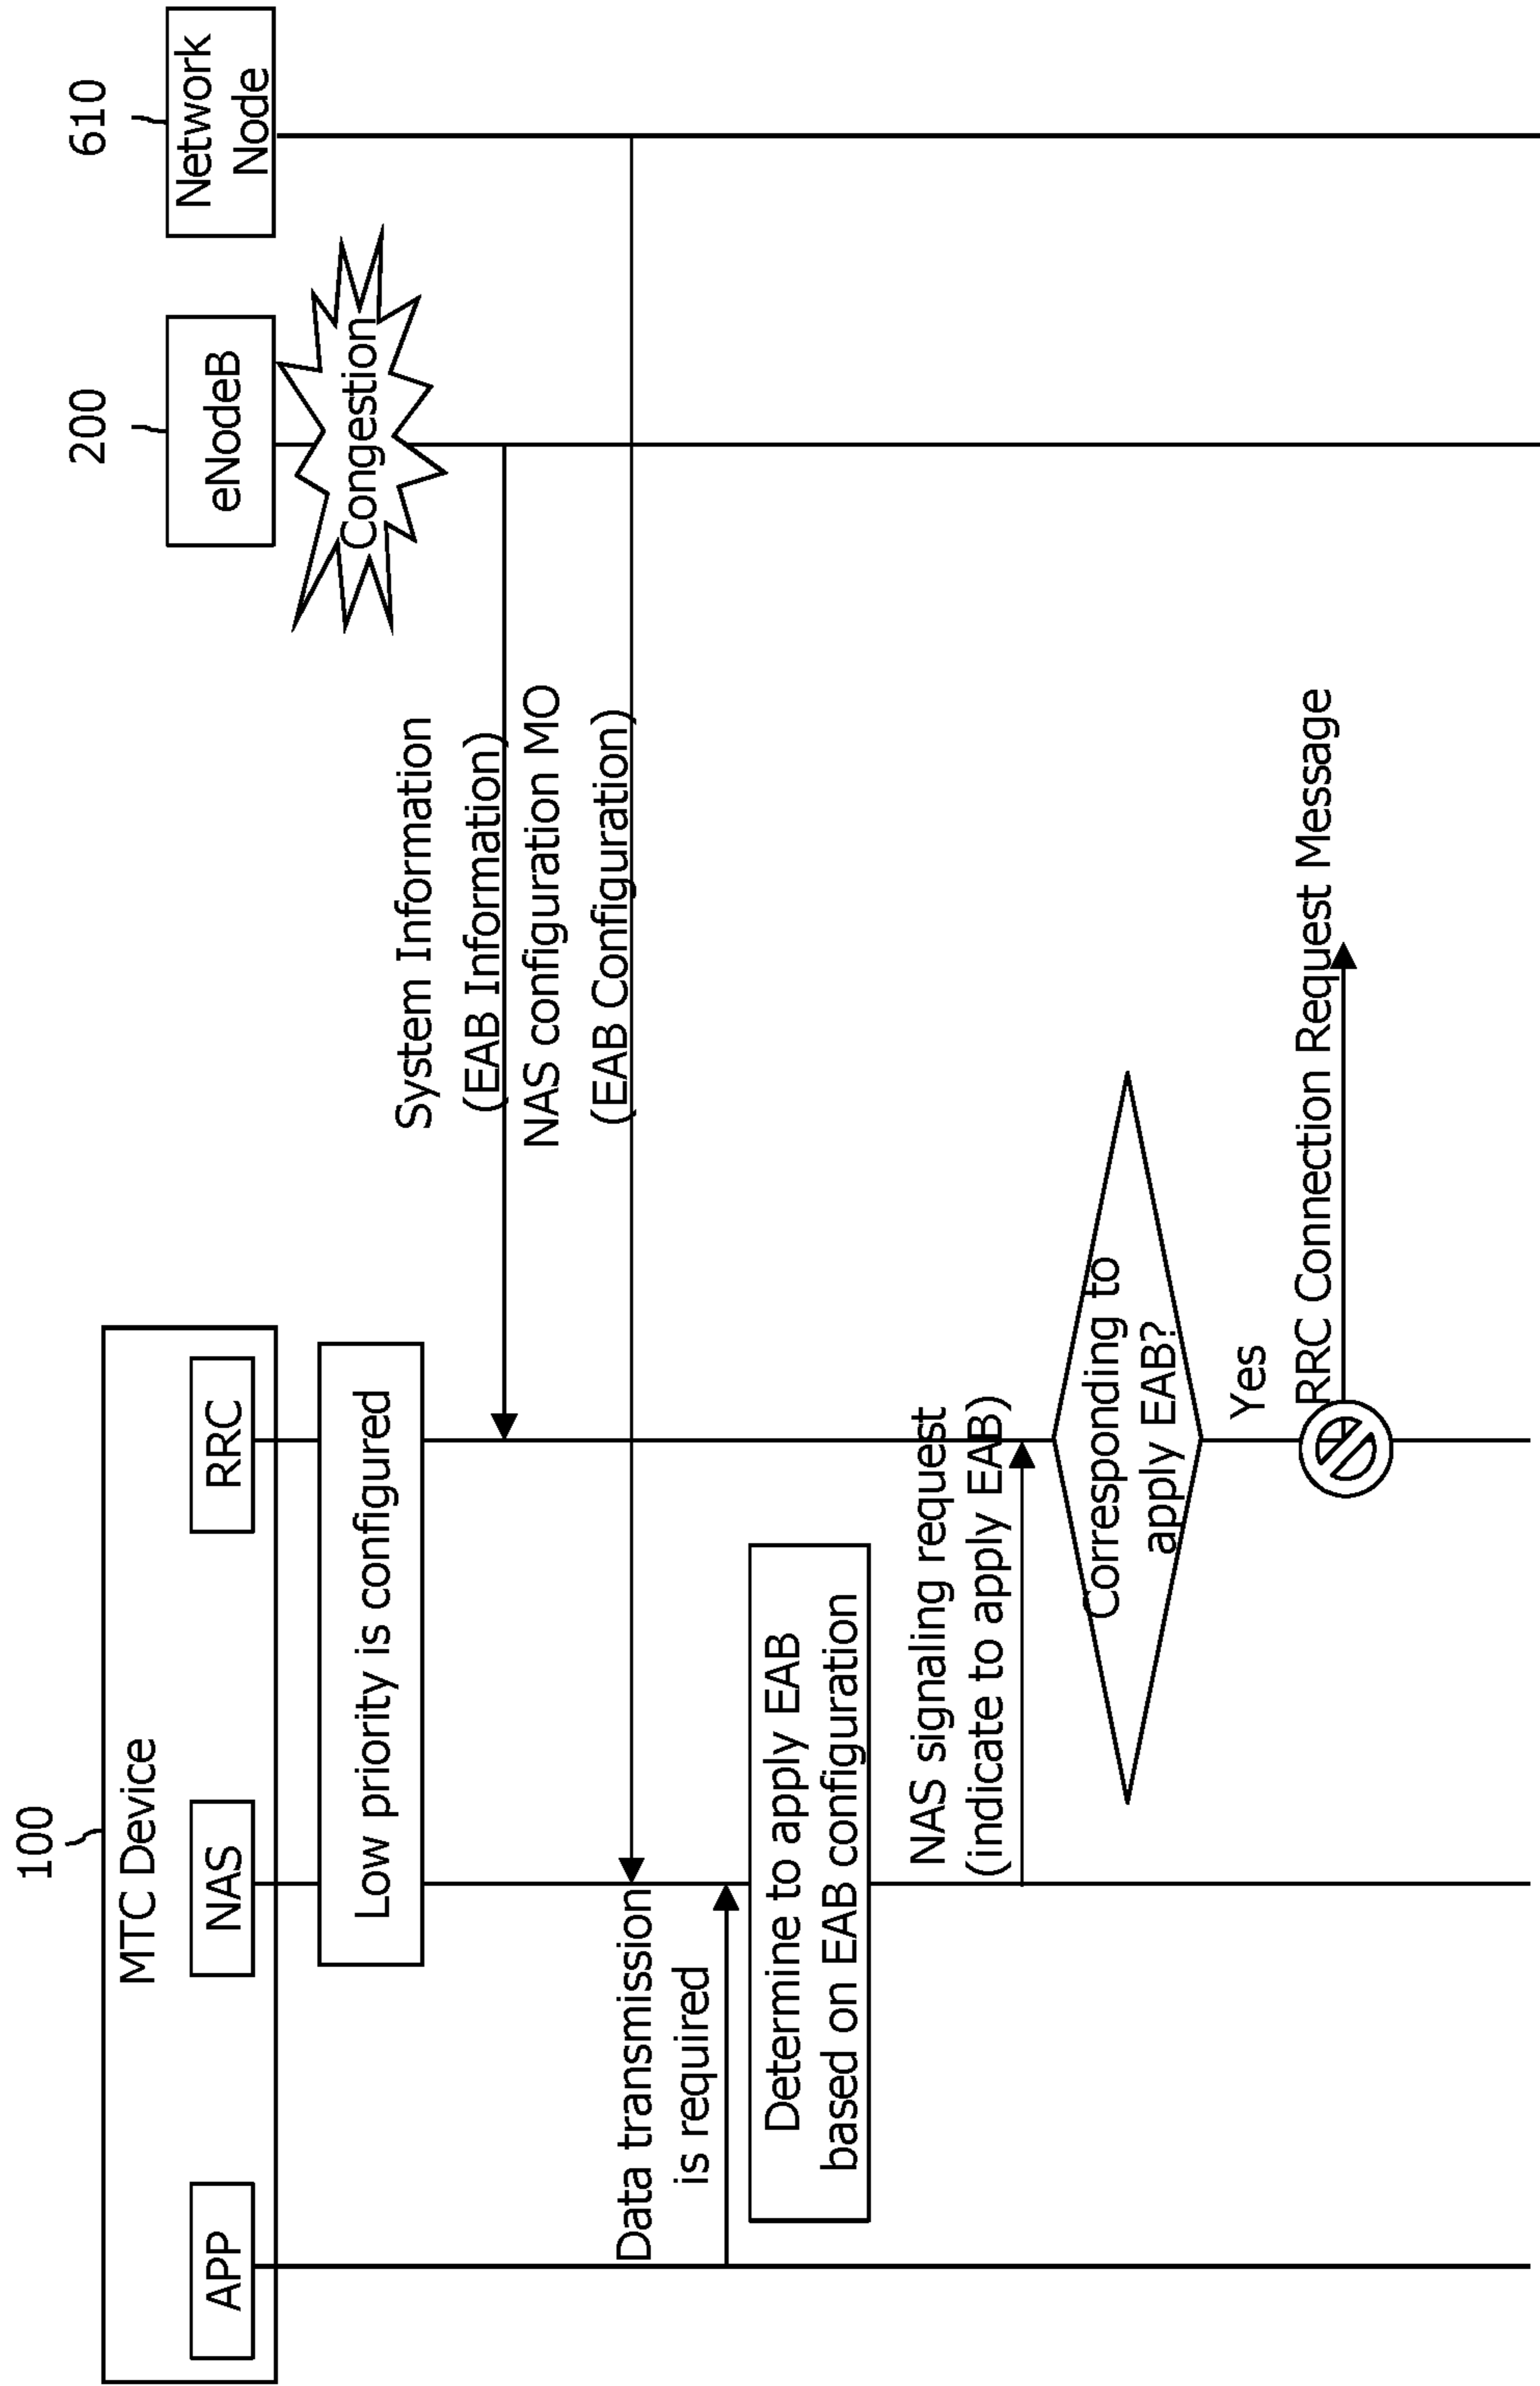 100
200
610
MTC Device
eNodeB
Network
Node
APP
NAS
RRC
Congestion
Low priority is configured
System Information
(EAB Information)
NAS configuration MO
(EAB Configuration)
Data transmission
is required
Determine to apply EAB
based on EAB configuration
NAS signaling request
(indicate to apply EAB)
Corresponding to
apply EAB?
Yes
RRC Connection Request Message